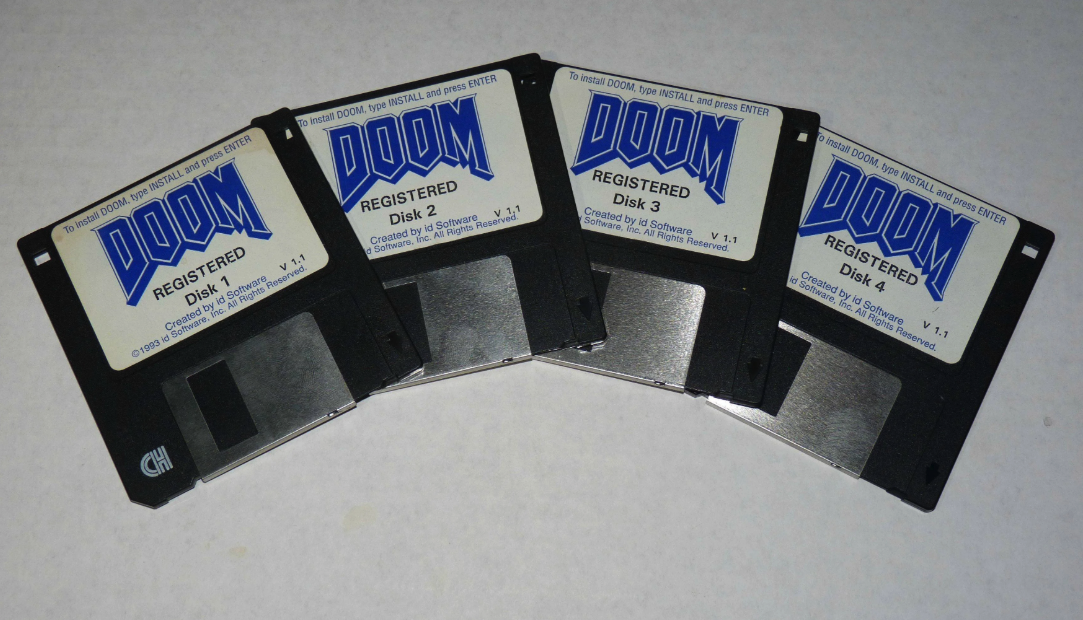 To install DOOM, type INSTALL and press ENTER
DOOM
REGISTERED
Disk 1
Created by id Software V 1.1
©1993 id Software, Inc. All Rights Reserved.
CH
To install DOOM, type INSTALL and press ENTER
DOOM
REGISTERED
Disk 2
Created by id Software V 1.1
d Software, Inc. All Rights Reserved.
To install DOOM, type INSTALL and press ENTER
DOOM
REGISTERED
Disk 3
Created by id Software V 1.1
d Software, Inc. All Rights Reserved.
To install DOOM, type INSTALL and press ENTER
DOOM
REGISTERED
Disk 4
Created by id Software V 1.1
id Software, Inc. All Rights Reserved.